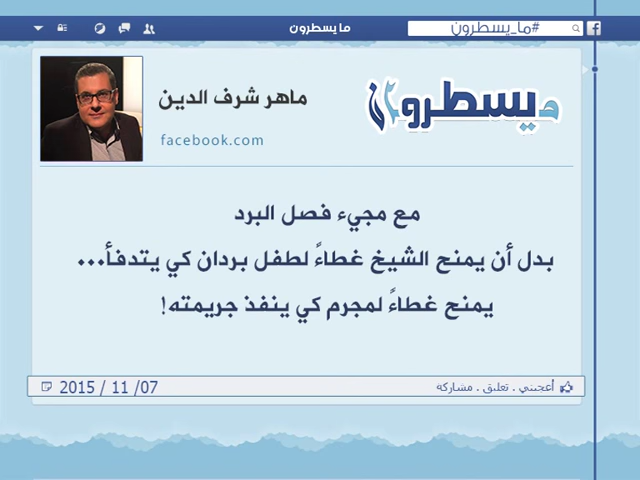 ما يسطرون
#ما_يسطرون
ما يسطرون
ماهر شرف الدين
facebook.com
مع مجيء فصل البرد
بدل أن يمنح الشيخ غطاءً لطفل بردان كي يتدفأ...
يمنح غطاءً لمجرم كي ينفذ جريمته!
أعجبني . تعليق . مشاركة
2015 / 11 /07